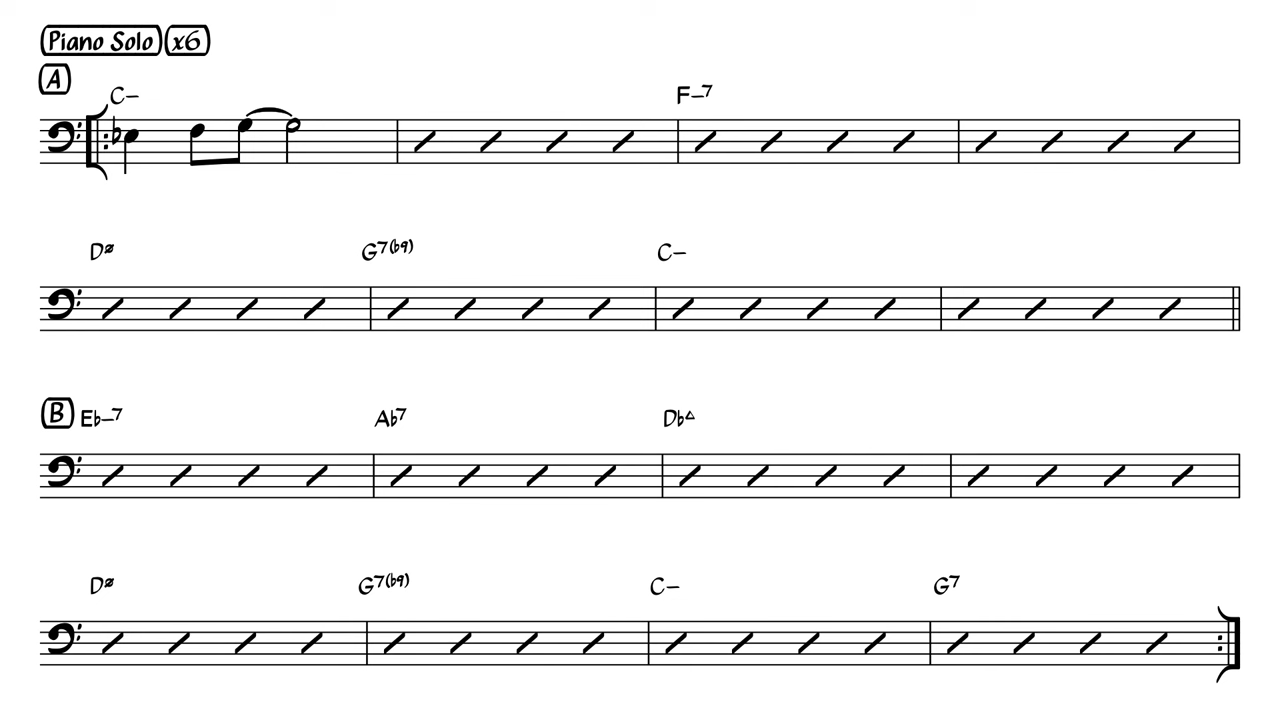 Piano Solo x6
A
C– F–7
Dø G7(b9) C–
B Eb–7 Ab7 Db△
Dø G7(b9) C– G7